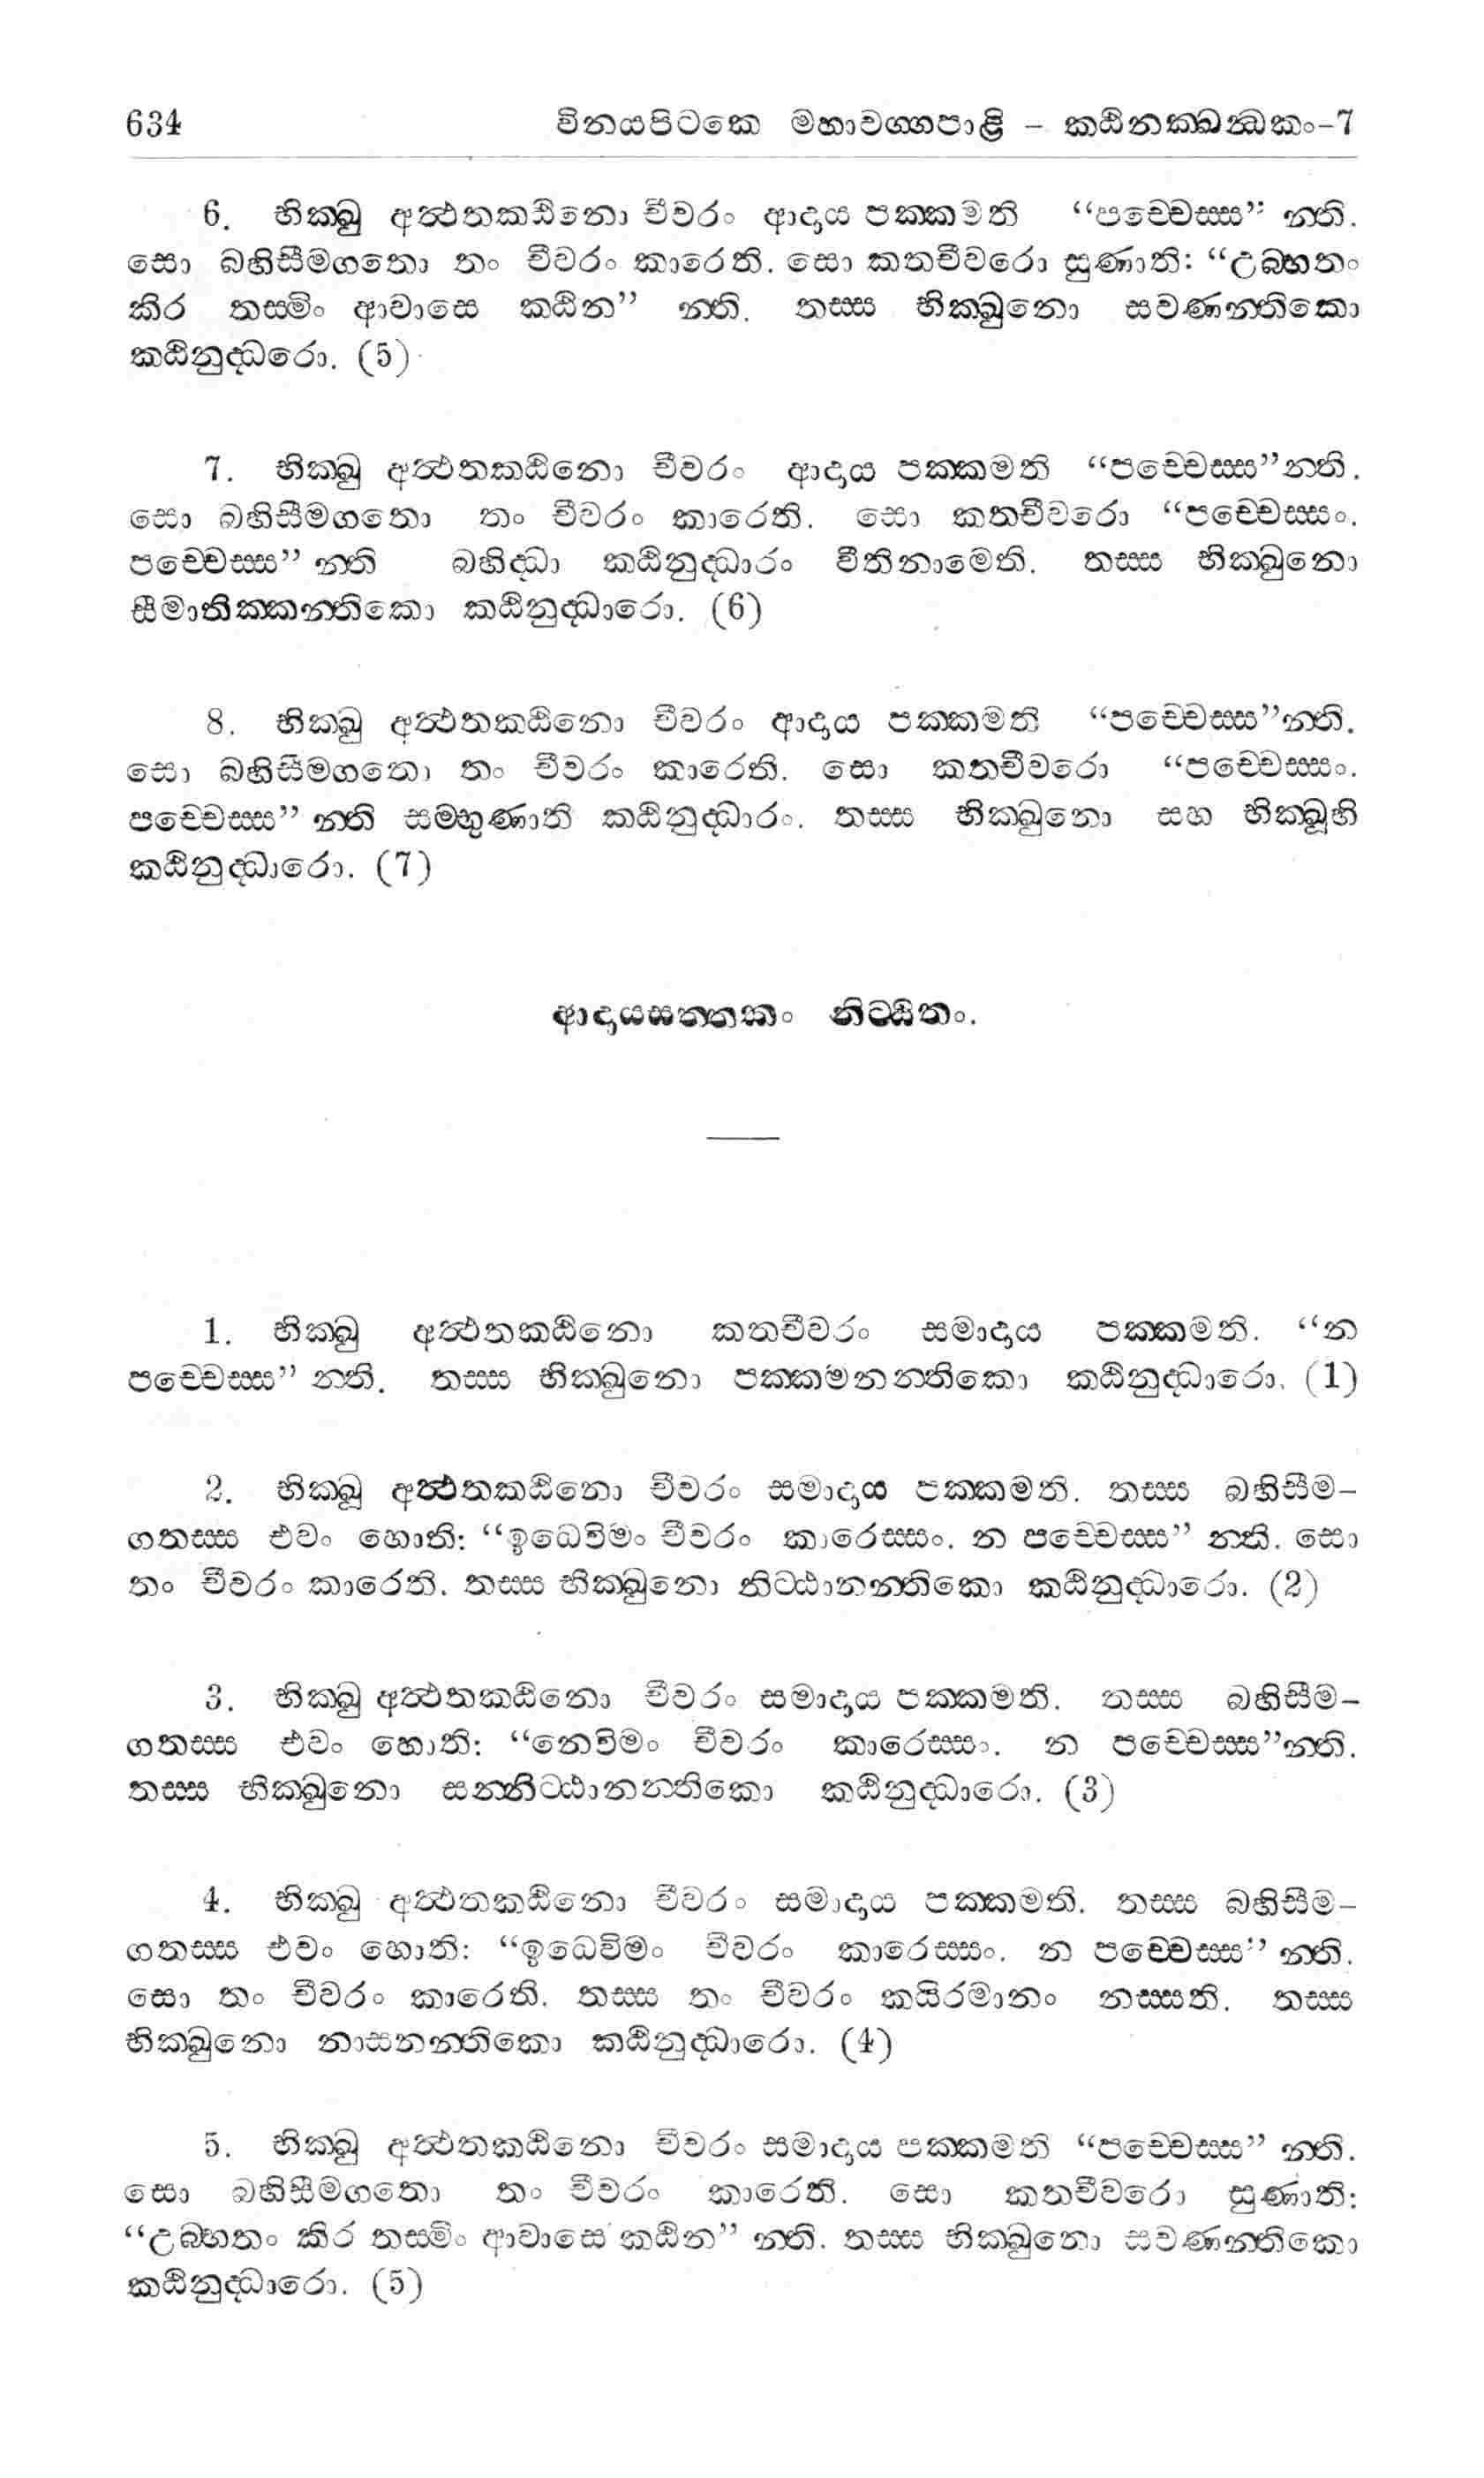 634 විනයපිටකෙ මහාවග්ගපාළි - කඨිනක්ඛන්ධකං-7
6. භික්ඛු අත්ථතකඨිනො චීවරං ආදාය පක්කමති “පච්චෙස්ස” න්ති.
සො බහිසීමගතො තං චීවරං කාරෙති. සො කතචීවරො සුණාති: “උබ්භතං
කිර තස්මිං ආවාසෙ කඨින” න්ති. තස්ස භික්ඛුනො සවණන්තිකො
කඨිනුද්ධරො. (5)
7. භික්ඛු අත්ථතකඨිනො චීවරං ආදාය පක්කමති “පච්චෙස්ස”න්ති.
සො බහිසීමගතො තං චීවරං කාරෙති. සො කතචීවරො “පච්චෙස්සං.
පච්චෙස්ස” න්ති බහිද්ධා කඨිනුද්ධාරං වීතිනාමෙති. තස්ස භික්ඛුනො
සීමාතික්කන්තිකො කඨිනුද්ධාරො. (6)
8. භික්ඛු අත්ථතකඨිනො චීවරං ආදාය පක්කමති “පච්චෙස්ස”න්ති.
සො බහිසීමගතො තං චීවරං කාරෙති. සො කතචීවරො “පච්චෙස්සං.
පච්චෙස්ස” න්ති සම්භුණාති කඨිනුද්ධාරං. තස්ස භික්ඛුනො සහ භික්ඛූහි
කඨිනුද්ධාරො. (7)
ආදායසත්තකං නිට්ඨිතං.
1. භික්ඛු අත්ථතකඨිනො කතචීවරං සමාදාය පක්කමති. “න
පච්චෙස්ස” න්ති. තස්ස භික්ඛුනො පක්කමනන්තිකො කඨිනුද්ධාරො. (1)
2. භික්ඛූ අත්ථතකඨිනො චීවරං සමාදාය පක්කමති. තස්ස බහිසීම-
ගතස්ස එවං හොති: “ඉධෙවිමං චීවරං කාරෙස්සං. න පච්චෙස්ස” න්ති. සො
තං චීවරං කාරෙති. තස්ස භික්ඛුනො නිට්ඨානන්තිකො කඨිනුද්ධාරො. (2)
3. භික්ඛු අත්ථතකඨිනො චීවරං සමාදාය පක්කමති. තස්ස බහිසීම-
ගතස්ස එවං හොති: “නෙවිමං චීවරං කාරෙස්සං. න පච්චෙස්ස”න්ති.
තස්ස භික්ඛුනො සන්නිට්ඨානන්තිකො කඨිනුද්ධාරො. (3)
4. භික්ඛු අත්ථතකඨිනො චීවරං සමාදාය පක්කමති. තස්ස බහිසීම-
ගතස්ස එවං හොති: “ඉධෙවිමං චීවරං කාරෙස්සං. න පච්චෙස්ස” න්ති.
සො තං චීවරං කාරෙති. තස්ස තං චීවරං කයිරමානං නස්සති. තස්ස
භික්ඛුනො නාසනන්තිකො කඨිනුද්ධාරො. (4)
5. භික්ඛු අත්ථතකඨිනො චීවරං සමාදාය පක්කමති “පච්චෙස්ස” න්ති.
සො බහිසීමගතො තං චීවරං කාරෙති. සො කතචීවරො සුණාති:
“උබ්භතං කිර තස්මිං ආවාසෙ කඨින” න්ති. තස්ස භික්ඛුනො සවණන්තිකො
කඨිනුද්ධාරො. (5)